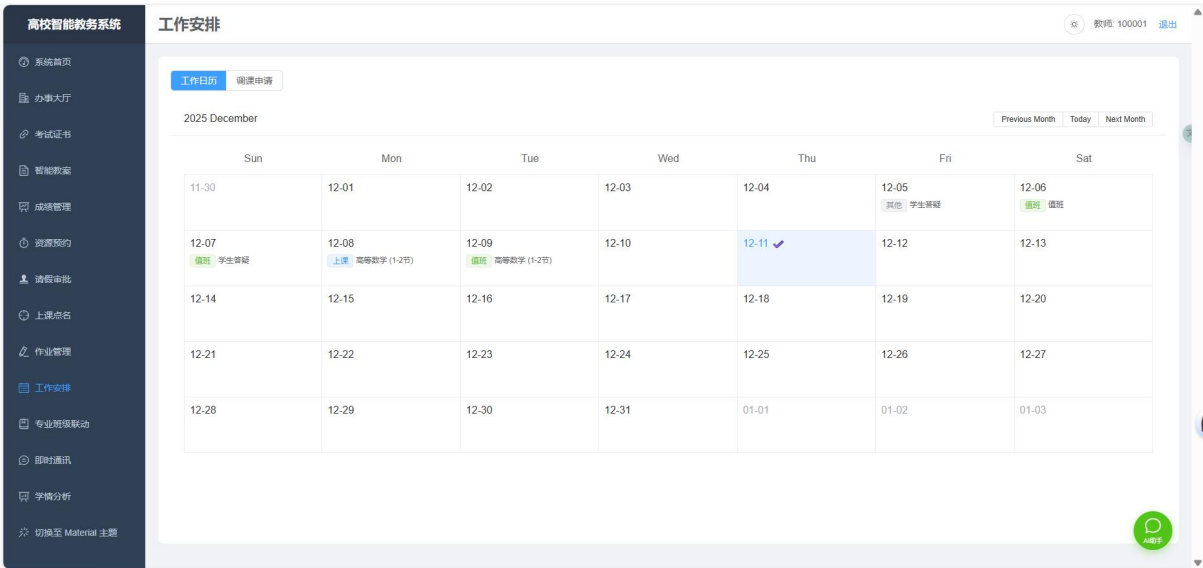 高校智能教务系统
工作安排
教师: 100001 退出
系统首页
办事大厅
考试证书
智能教案
成绩管理
资源预约
请假审批
上课点名
作业管理
工作安排
专业班级联动
即时通讯
学情分析
切换至 Material 主题
工作日历 调课申请
2025 December
Previous Month Today Next Month
Sun Mon Tue Wed Thu Fri Sat
11-30 12-01 12-02 12-03 12-04 12-05 12-06
其他 学生答疑 值班 值班
12-07 12-08 12-09 12-10 12-11 12-12 12-13
值班 学生答疑 上课 高等数学 (1-2节) 值班 高等数学 (1-2节)
12-14 12-15 12-16 12-17 12-18 12-19 12-20
12-21 12-22 12-23 12-24 12-25 12-26 12-27
12-28 12-29 12-30 12-31 01-01 01-02 01-03
AI助手